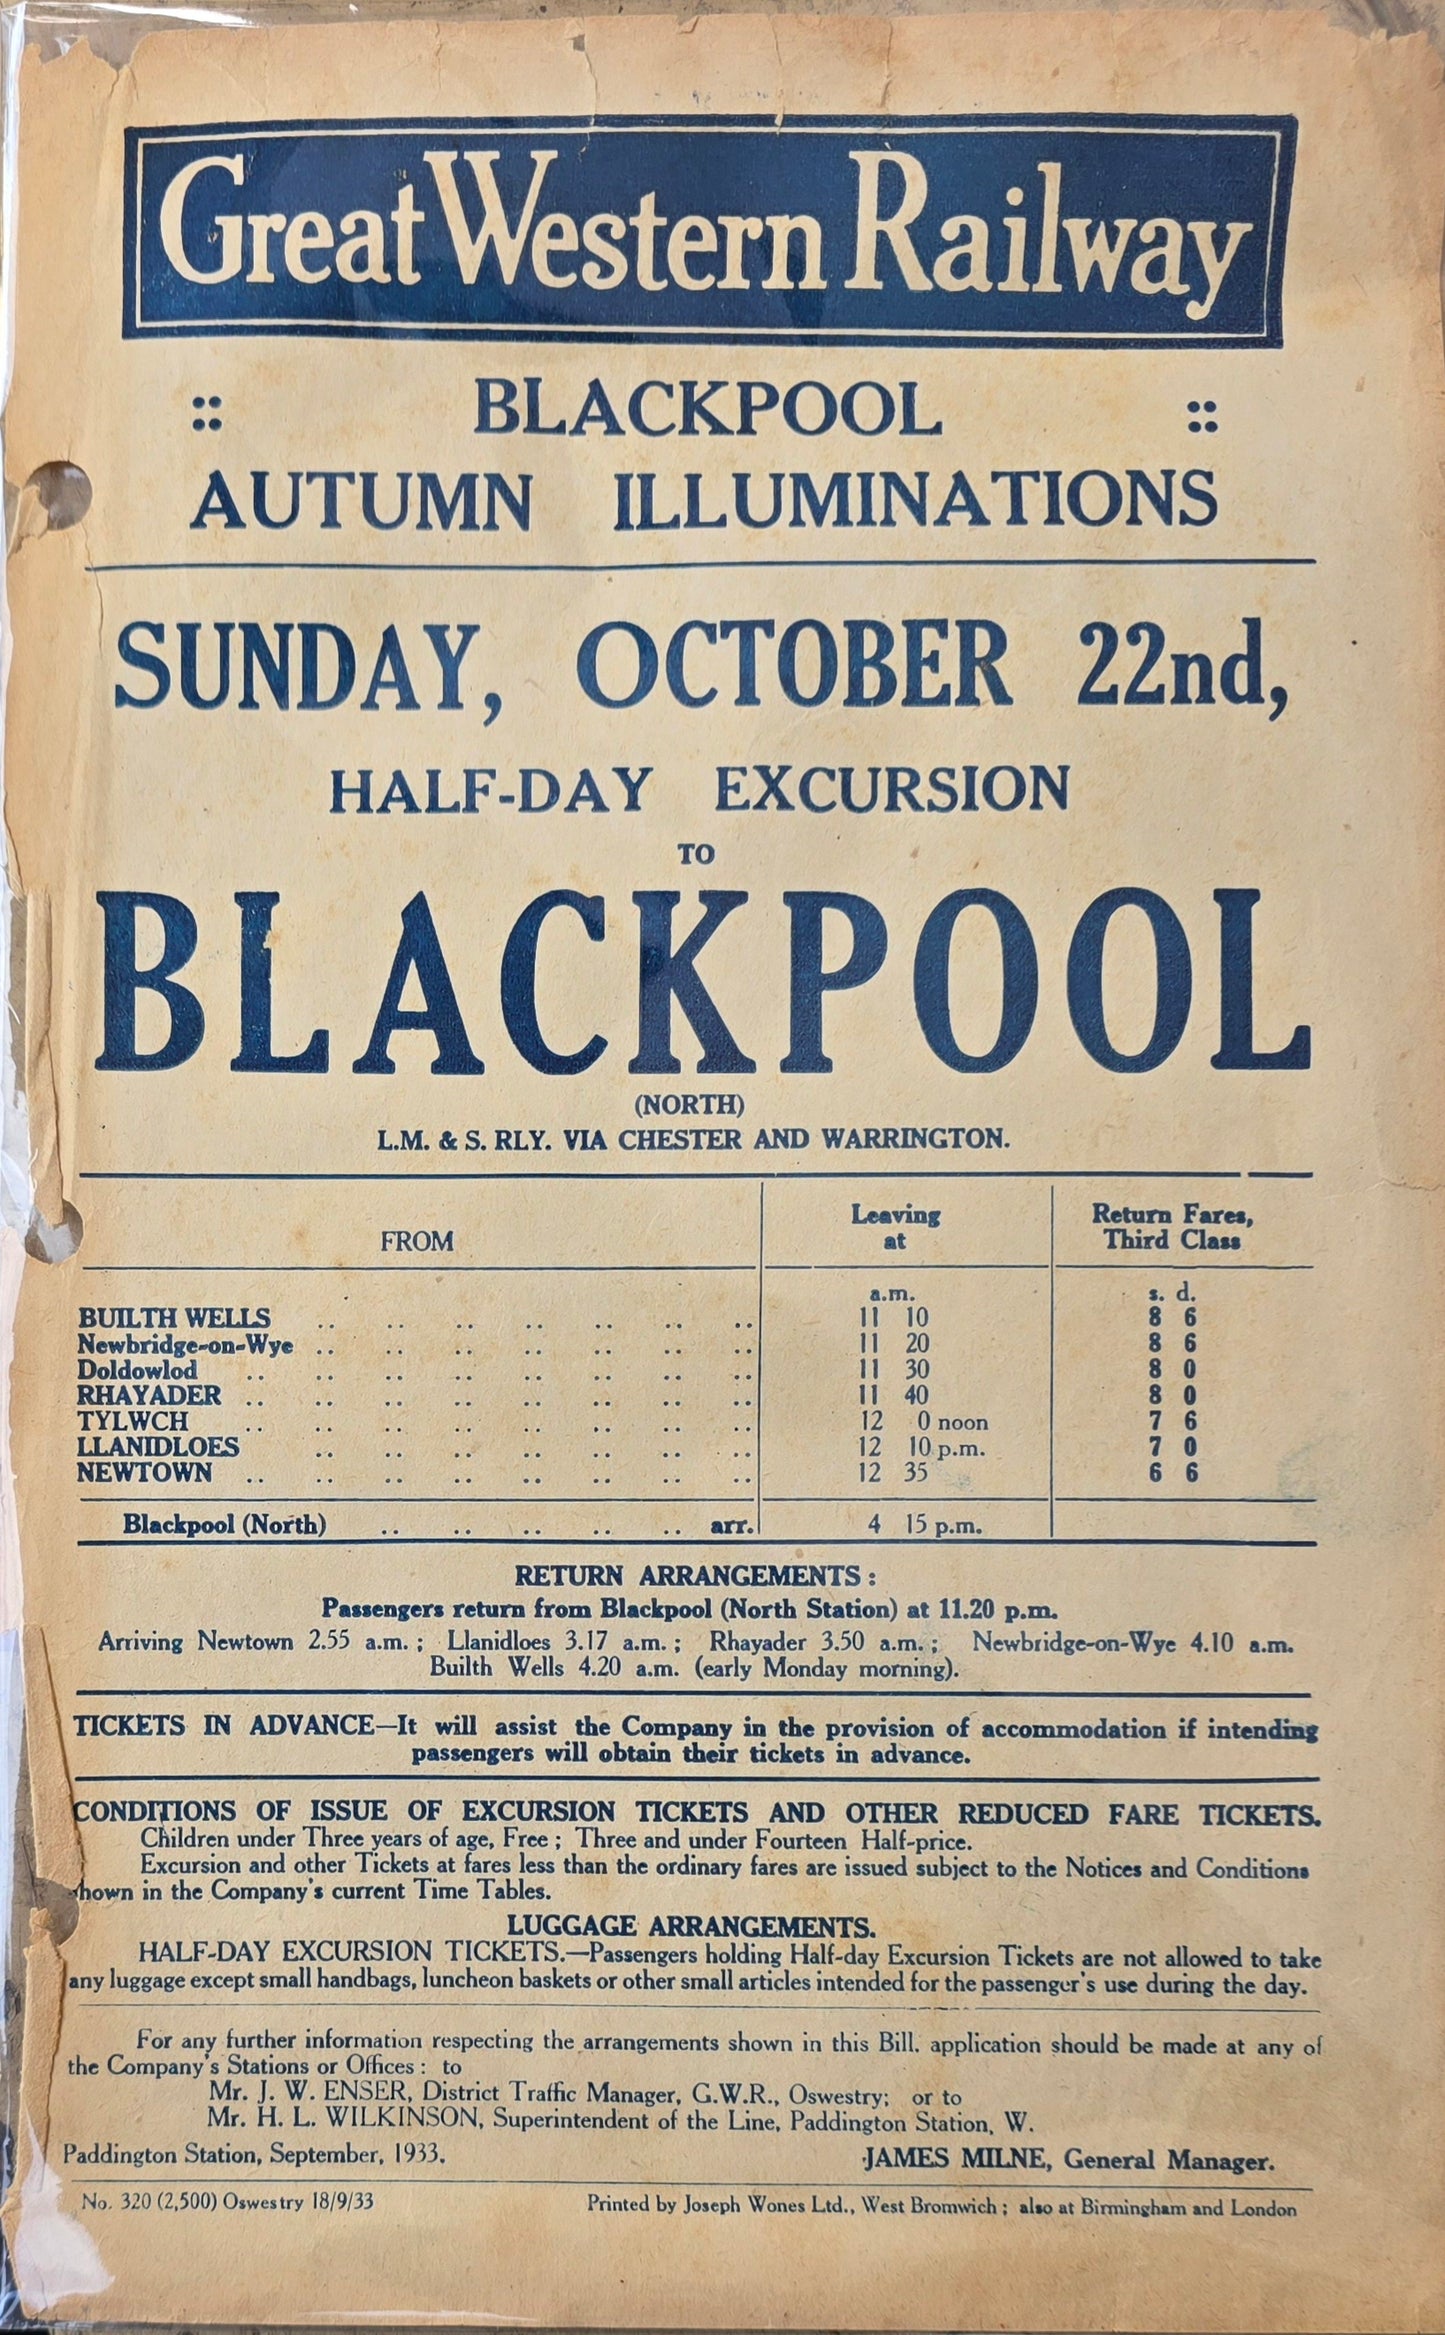 Great Western Railway
:: BLACKPOOL ::
AUTUMN ILLUMINATIONS
SUNDAY, OCTOBER 22nd,
HALF-DAY EXCURSION
TO
BLACKPOOL
(NORTH)
L.M. & S. RLY. VIA CHESTER AND WARRINGTON.
FROM Leaving at Return Fares, Third Class
a.m. s. d.
BUILTH WELLS .. .. .. .. .. .. .. 11 10 8 6
Newbridge-on-Wye .. .. .. .. .. .. .. 11 20 8 6
Doldowlod .. .. .. .. .. .. .. .. 11 30 8 0
RHAYADER .. .. .. .. .. .. .. .. 11 40 8 0
TYLWCH .. .. .. .. .. .. .. .. 12 0 noon 7 6
LLANIDLOES .. .. .. .. .. .. .. 12 10 p.m. 7 0
NEWTOWN .. .. .. .. .. .. .. .. 12 35 6 6
Blackpool (North) .. .. .. .. .. arr. 4 15 p.m.
RETURN ARRANGEMENTS :
Passengers return from Blackpool (North Station) at 11.20 p.m.
Arriving Newtown 2.55 a.m. ; Llanidloes 3.17 a.m. ; Rhayader 3.50 a.m. ; Newbridge-on-Wye 4.10 a.m.
Builth Wells 4.20 a.m. (early Monday morning).
TICKETS IN ADVANCE—It will assist the Company in the provision of accommodation if intending
passengers will obtain their tickets in advance.
CONDITIONS OF ISSUE OF EXCURSION TICKETS AND OTHER REDUCED FARE TICKETS.
Children under Three years of age, Free ; Three and under Fourteen Half-price.
Excursion and other Tickets at fares less than the ordinary fares are issued subject to the Notices and Conditions
shown in the Company's current Time Tables.
LUGGAGE ARRANGEMENTS.
HALF-DAY EXCURSION TICKETS.—Passengers holding Half-day Excursion Tickets are not allowed to take
any luggage except small handbags, luncheon baskets or other small articles intended for the passenger's use during the day.
For any further information respecting the arrangements shown in this Bill. application should be made at any of
the Company's Stations or Offices : to
Mr. J. W. ENSER, District Traffic Manager, G.W.R., Oswestry; or to
Mr. H. L. WILKINSON, Superintendent of the Line, Paddington Station, W.
Paddington Station, September, 1933. JAMES MILNE, General Manager.
No. 320 (2,500) Oswestry 18/9/33 Printed by Joseph Wones Ltd., West Bromwich ; also at Birmingham and London